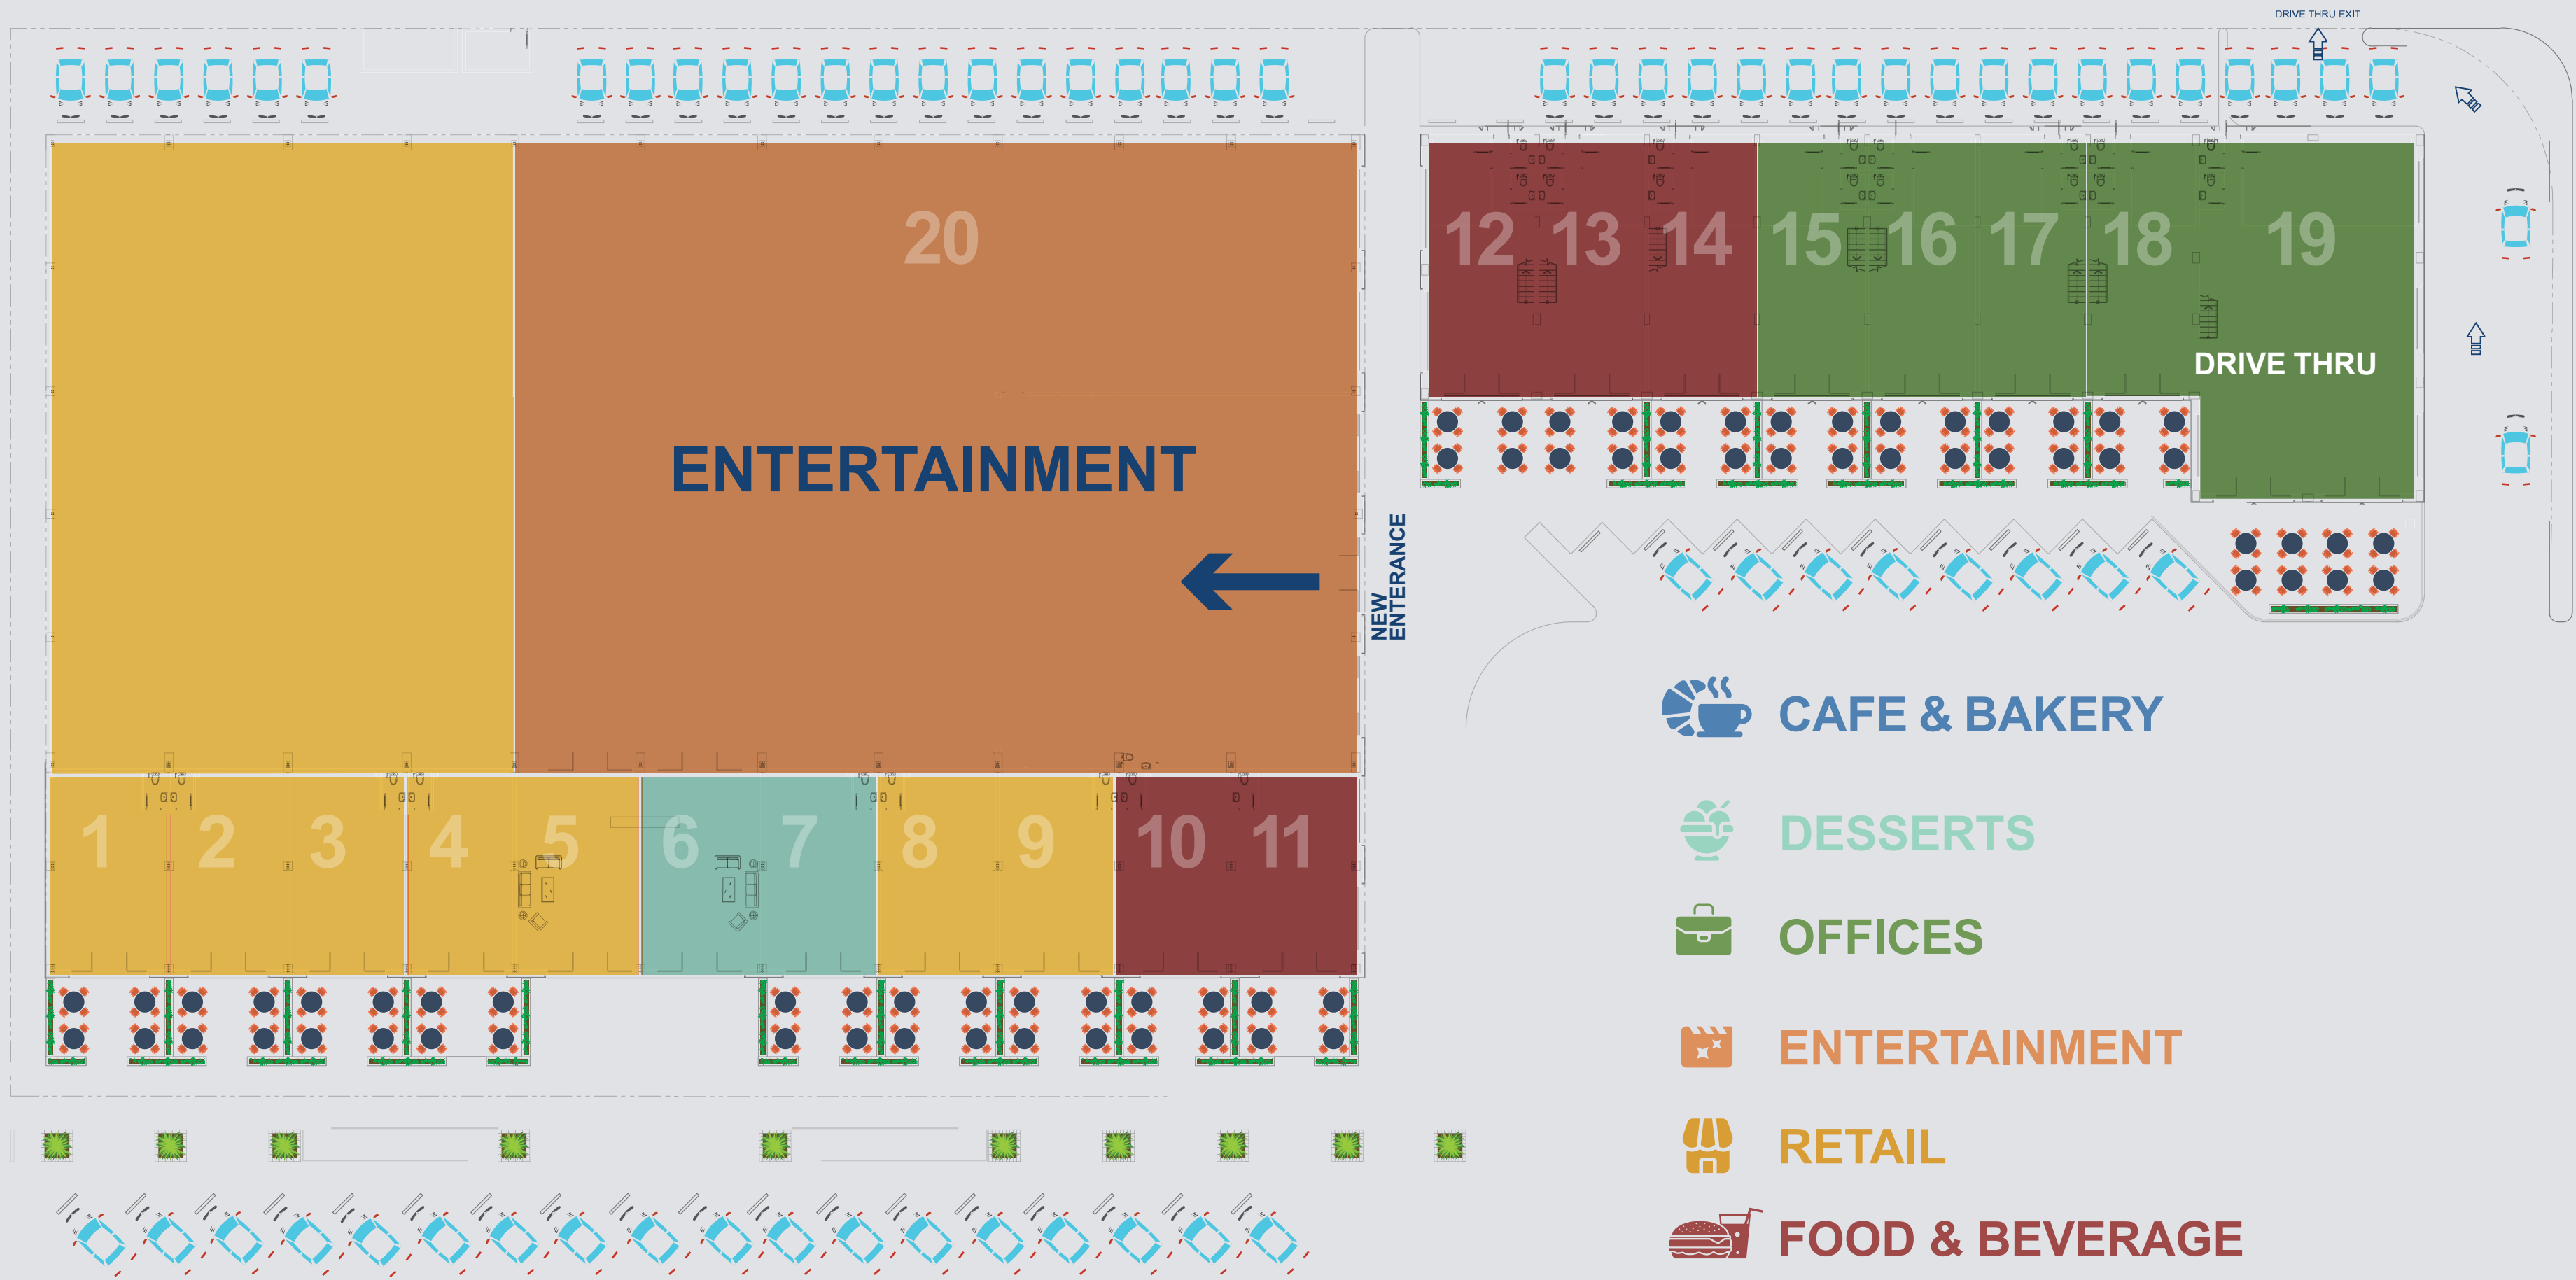 DRIVE THRU EXIT
20
12 13 14 15 16 17 18 19
DRIVE THRU
ENTERTAINMENT
NEW
ENTERANCE
1 2 3 4 5 6 7 8 9 10 11
CAFE & BAKERY
DESSERTS
OFFICES
ENTERTAINMENT
RETAIL
FOOD & BEVERAGE